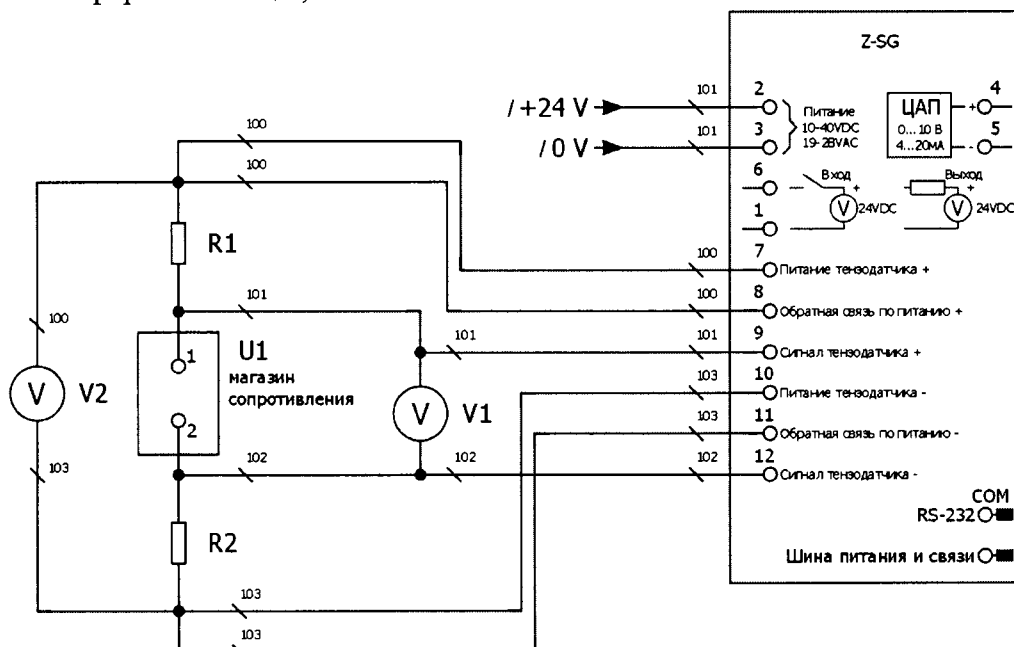 Z-SG
/+24 V
101
2
/0 V
101
3
Питание
10-40VDC
19-28VAC
ЦАП
0...10 В
4...20МА
+
4
-
5
6
Вход
+
V
24VDC
Выход
+
V
24VDC
1
100
100
R1
100
7
Питание тензодатчика +
100
8
Обратная связь по питанию +
101
101
101
9
Сигнал тензодатчика +
100
V
V2
103
1
2
U1
магазин
сопротивления
V
V1
103
10
Питание тензодатчика -
103
11
Обратная связь по питанию -
102
102
102
12
Сигнал тензодатчика -
R2
COM
RS-232
Шина питания и связи
103
103